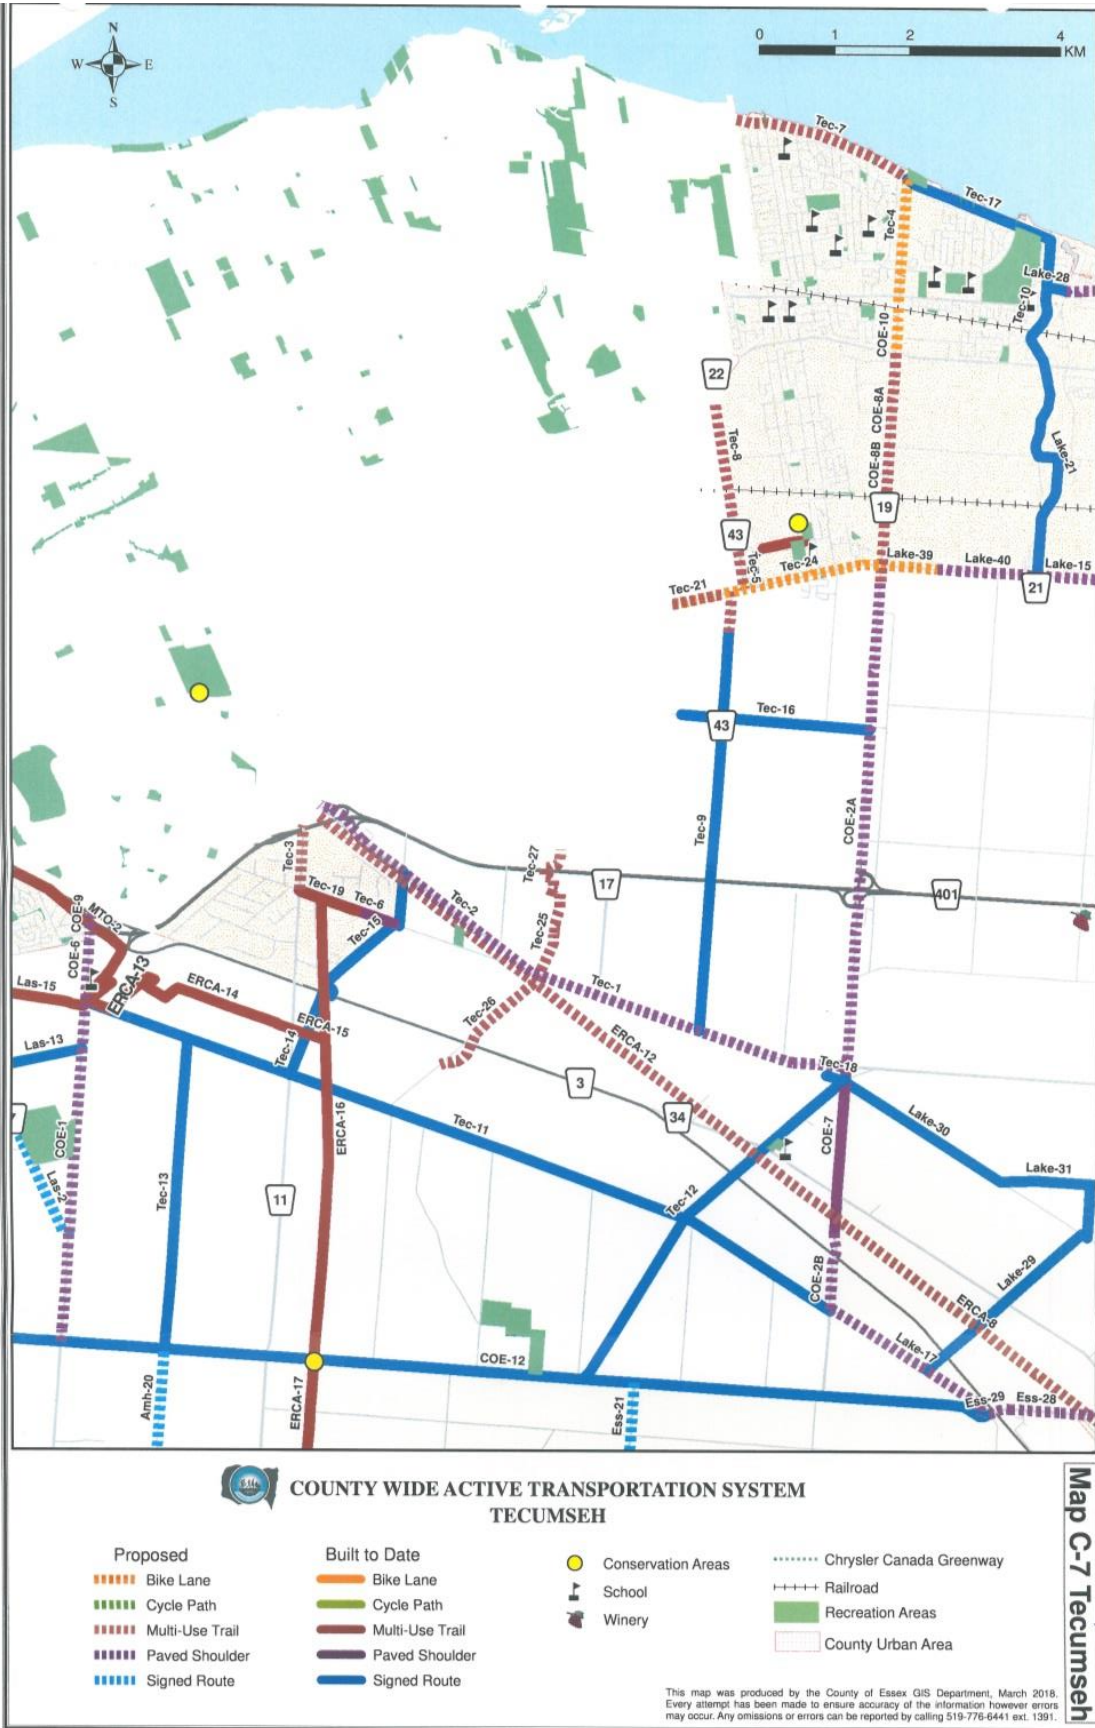 N
W E
S
0 1 2 4
KM
Tec-7
Tec-17
Tec-4
Lake-28
Tec-10
COE-10
22
COE-8A
Tec-8
COE-8B
Lake-21
19
43
Tec-5
Tec-24
Lake-39
Lake-40
Lake-15
Tec-21
21
Tec-16
43
COE-2A
Tec-9
Tec-3
Tec-27
17
401
Tec-19
Tec-6
Tec-2
COE-9
MTO-2
Tec-15
Tec-25
COE-6
Las-15
ERCA-13
ERCA-14
Tec-1
Tec-26
ERCA-15
ERCA-12
Las-13
Tec-14
Tec-18
3
34
COE-1
Tec-11
ERCA-16
COE-7
Lake-30
Lake-31
Las-2
Tec-13
11
Tec-12
COE-2B
Lake-29
ERCA-8
Lake-17
COE-12
Amh-20
ERCA-17
Ess-21
Ess-29
Ess-28
COUNTY WIDE ACTIVE TRANSPORTATION SYSTEM
TECUMSEH
Map C-7 Tecumseh
Proposed
Bike Lane
Cycle Path
Multi-Use Trail
Paved Shoulder
Signed Route
Built to Date
Bike Lane
Cycle Path
Multi-Use Trail
Paved Shoulder
Signed Route
Conservation Areas
School
Winery
Chrysler Canada Greenway
Railroad
Recreation Areas
County Urban Area
This map was produced by the County of Essex GIS Department, March 2018.
Every attempt has been made to ensure accuracy of the information however errors
may occur. Any omissions or errors can be reported by calling 519-776-6441 ext. 1391.